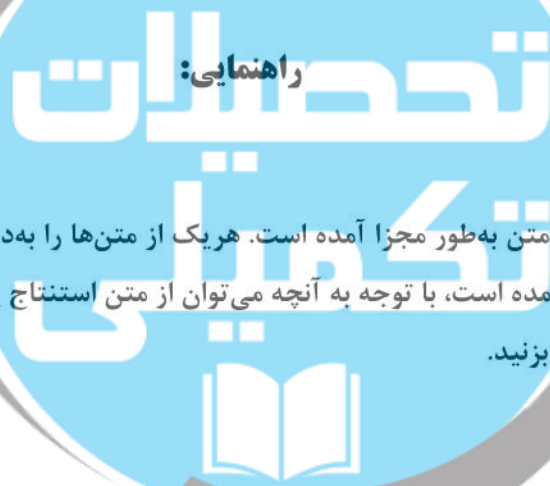 تحصیلات
راهنمایی:
تکمیلی
متن به‌طور مجزا آمده است. هریک از متن‌ها را به‌د
مده است، با توجه به آنچه می‌توان از متن استنتاج
بزنید.